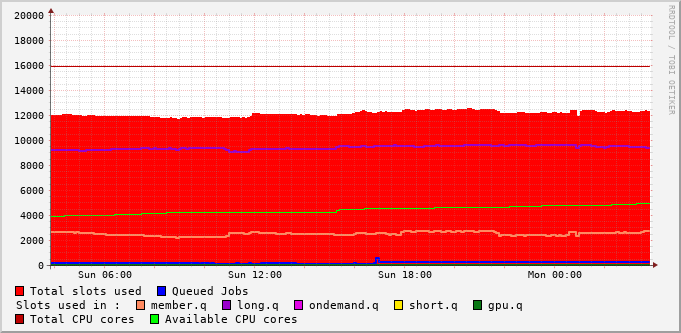 RRDTOOL / TOBI OETIKER
20000
18000
16000
14000
12000
10000
8000
6000
4000
2000
0
Sun 06:00 Sun 12:00 Sun 18:00 Mon 00:00
Total slots used Queued Jobs
Slots used in : member.q long.q ondemand.q short.q gpu.q
Total CPU cores Available CPU cores